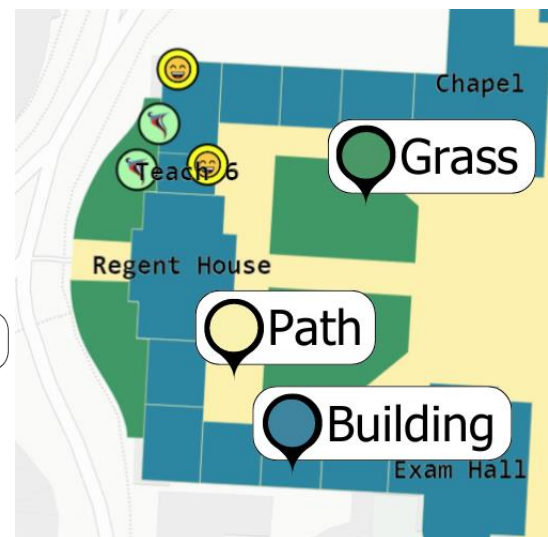 Chapel
Grass
Teach 6
Regent House
Path
Building
Exam Hall